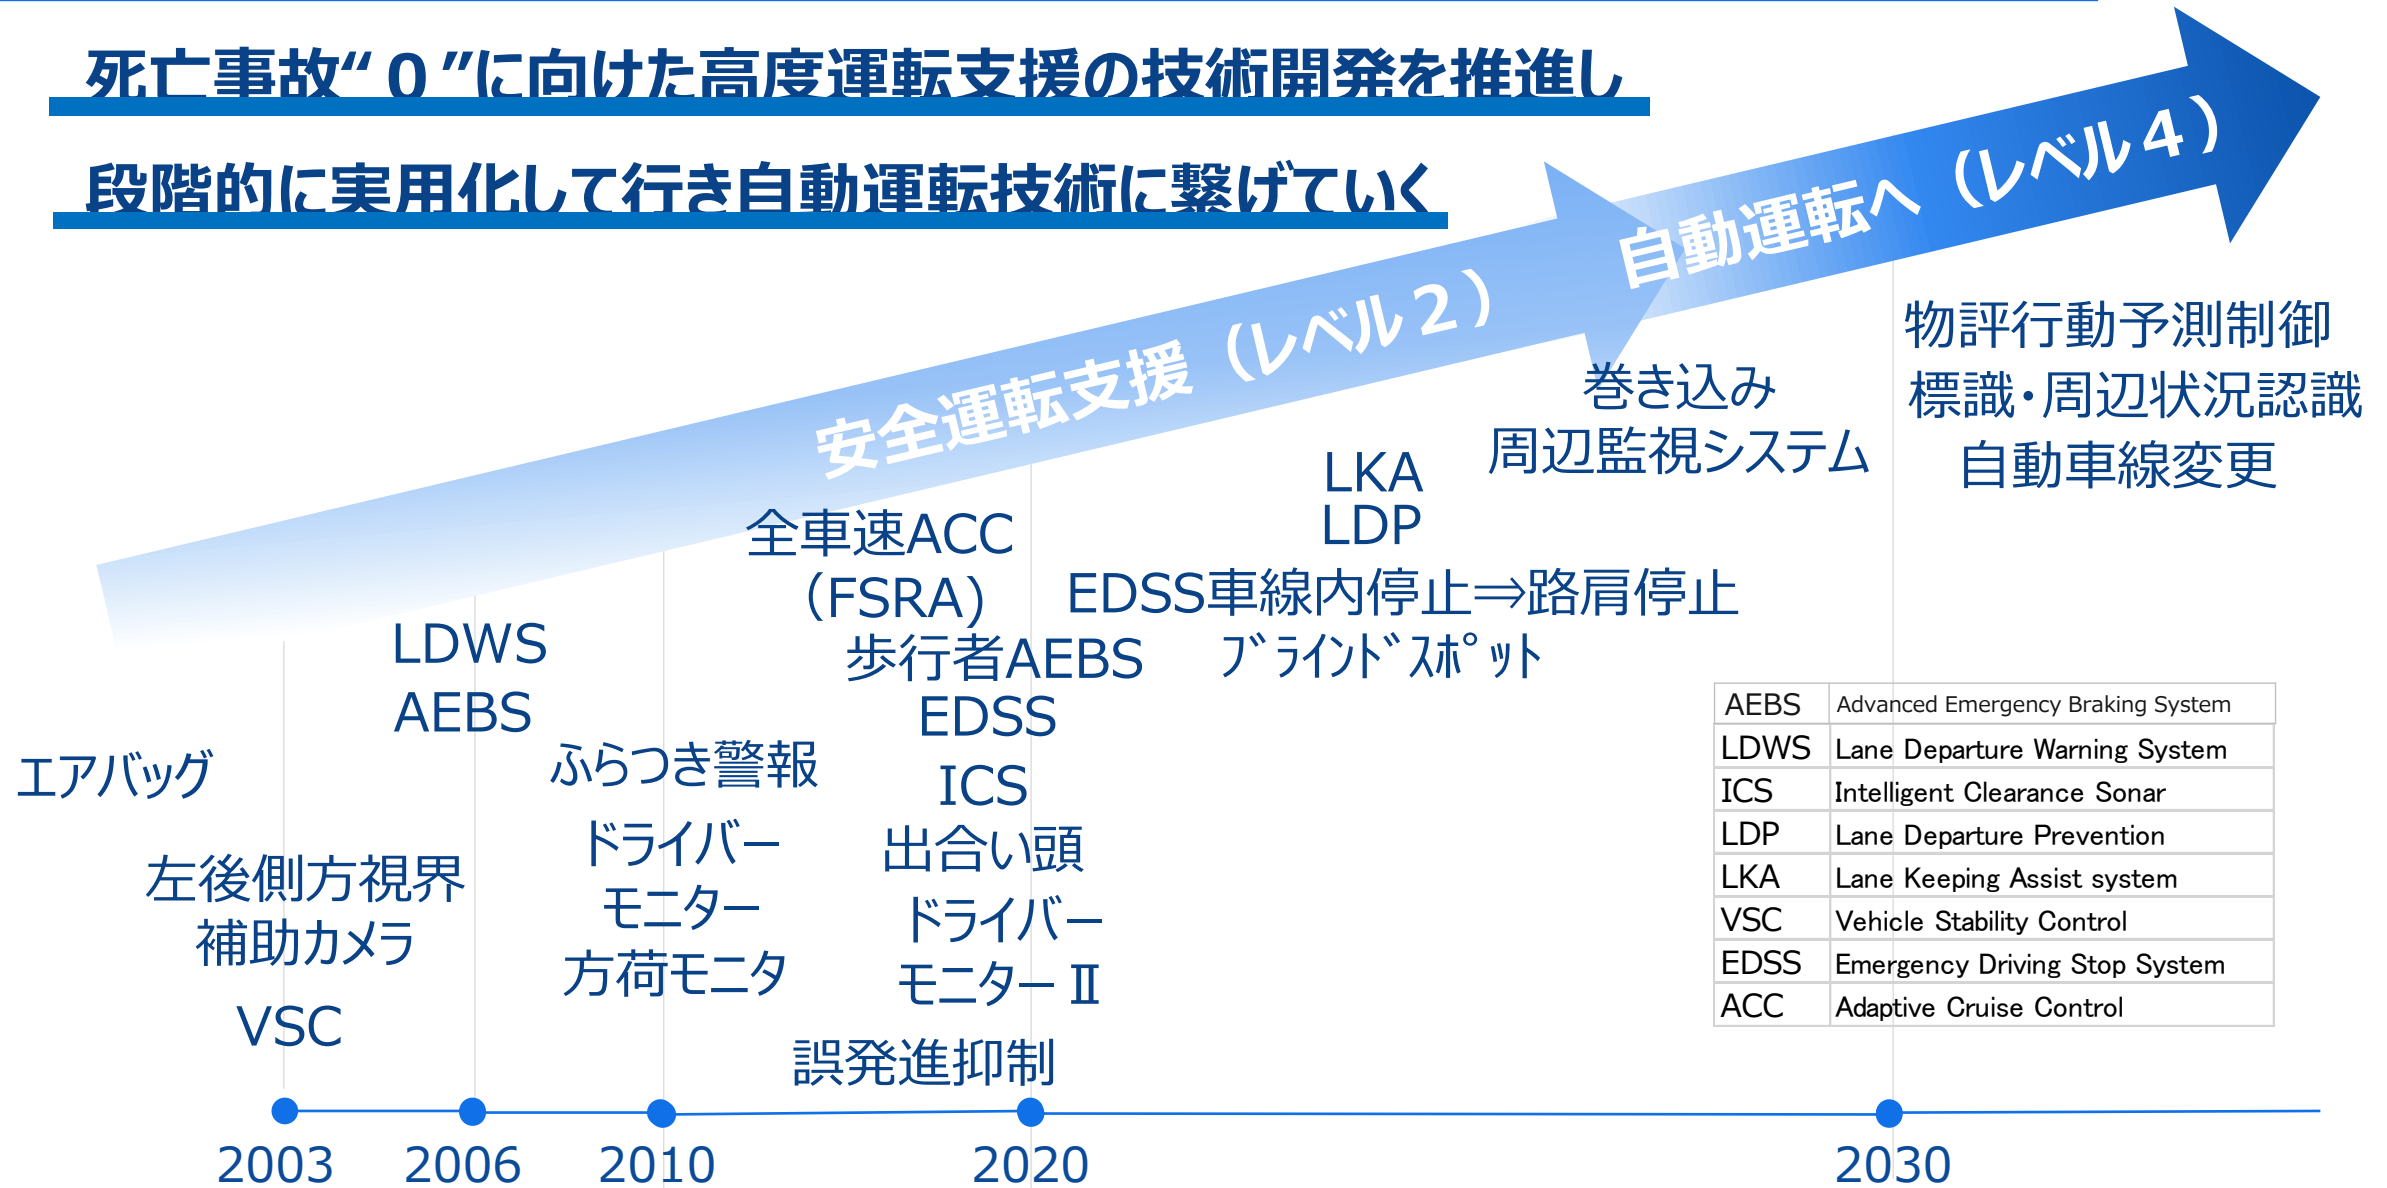 死亡事故“０”に向けた高度運転支援の技術開発を推進し
段階的に実用化して行き自動運転技術に繋げていく
自動運転へ（レベル４）
安全運転支援（レベル２）
物評行動予測制御
標識・周辺状況認識
自動車線変更
巻き込み
周辺監視システム
LKA
LDP
EDSS車線内停止⇒路肩停止
ﾌﾞﾗｲﾝﾄﾞｽﾎﾟｯﾄ
全車速ACC
（FSRA）
歩行者AEBS
EDSS
ICS
出合い頭
ドライバー
モニターⅡ
誤発進抑制
LDWS
AEBS
ふらつき警報
ドライバー
モニター
方荷モニタ
エアバッグ
左後側方視界
補助カメラ
VSC
AEBS Advanced Emergency Braking System
LDWS Lane Departure Warning System
ICS Intelligent Clearance Sonar
LDP Lane Departure Prevention
LKA Lane Keeping Assist system
VSC Vehicle Stability Control
EDSS Emergency Driving Stop System
ACC Adaptive Cruise Control
2003 2006 2010 2020 2030